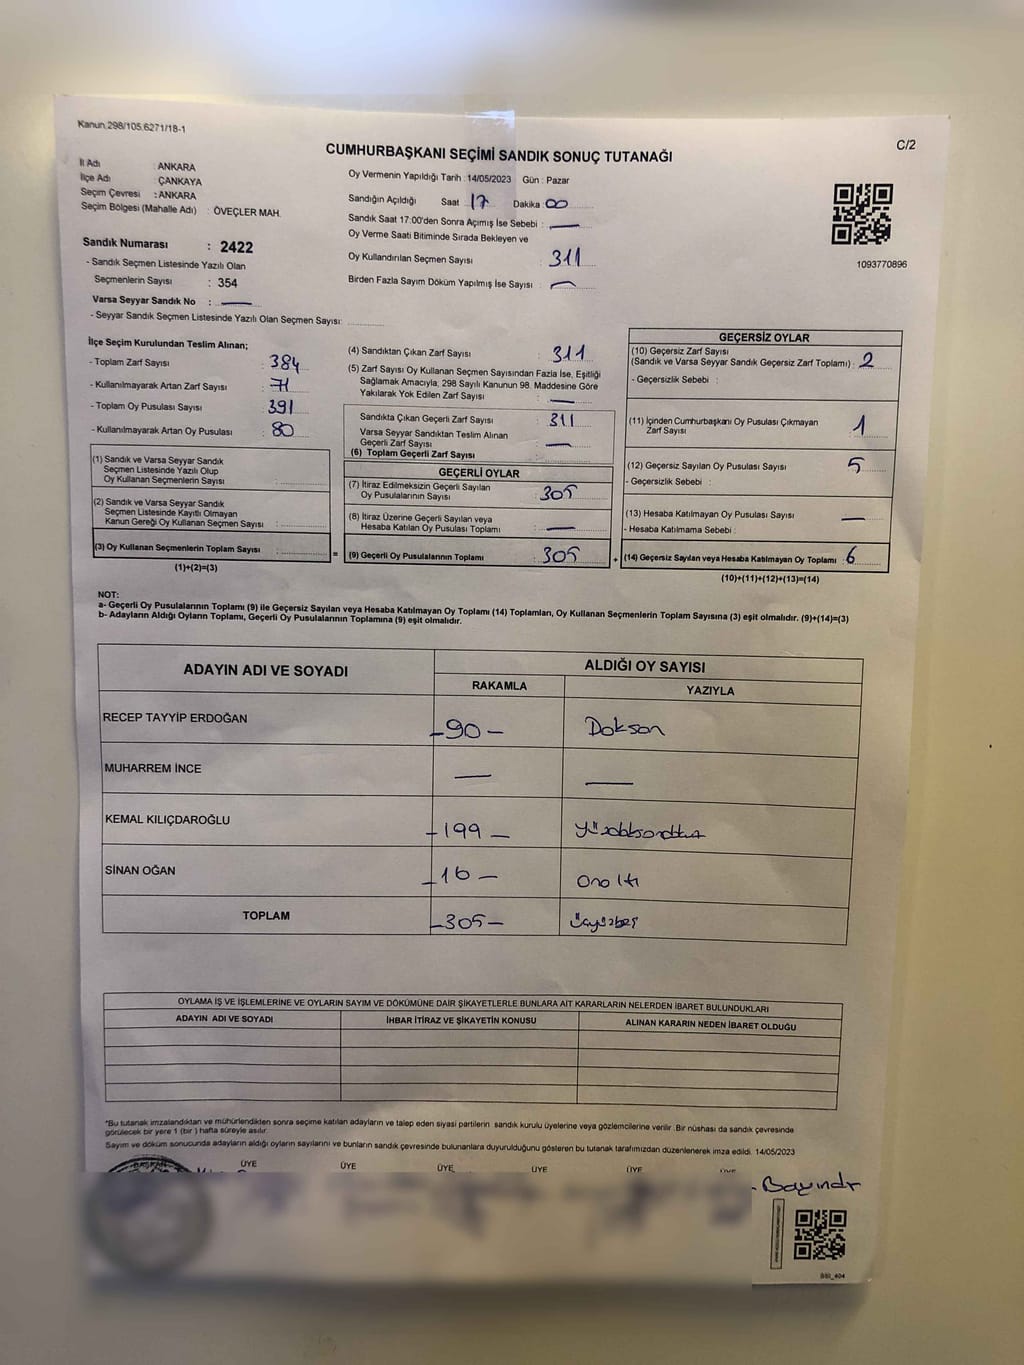 Kanun.298/105.6271/18-1
C/2
CUMHURBAŞKANI SEÇİMİ SANDIK SONUÇ TUTANAĞI
İl Adı : ANKARA
İlçe Adı : ÇANKAYA
Seçim Çevresi : ANKARA
Seçim Bölgesi (Mahalle Adı) : ÖVEÇLER MAH.
Sandık Numarası : 2422
- Sandık Seçmen Listesinde Yazılı Olan
Seçmenlerin Sayısı : 354
Varsa Seyyar Sandık No : —
- Seyyar Sandık Seçmen Listesinde Yazılı Olan Seçmen Sayısı:
Oy Vermenin Yapıldığı Tarih : 14/05/2023 Gün : Pazar
Sandığın Açıldığı Saat 17 Dakika : 00
Sandık Saat 17:00'den Sonra Açımış İse Sebebi : —
Oy Verme Saati Bitiminde Sırada Bekleyen ve
Oy Kullandırılan Seçmen Sayısı : 311
Birden Fazla Sayım Döküm Yapılmış İse Sayısı : —
1093770896
İlçe Seçim Kurulundan Teslim Alınan;
- Toplam Zarf Sayısı : 384
- Kullanılmayarak Artan Zarf Sayısı : 71
- Toplam Oy Pusulası Sayısı : 391
- Kullanılmayarak Artan Oy Pusulası : 80
(1) Sandık ve Varsa Seyyar Sandık
Seçmen Listesinde Yazılı Olup
Oy Kullanan Seçmenlerin Sayısı :
(2) Sandık ve Varsa Seyyar Sandık
Seçmen Listesinde Kayıtlı Olmayan
Kanun Gereği Oy Kullanan Seçmen Sayısı :
(3) Oy Kullanan Seçmenlerin Toplam Sayısı :
(1)+(2)=(3)
=
(4) Sandıktan Çıkan Zarf Sayısı : 311
(5) Zarf Sayısı Oy Kullanan Seçmen Sayısından Fazla İse, Eşitliği
Sağlamak Amacıyla, 298 Sayılı Kanunun 98. Maddesine Göre
Yakılarak Yok Edilen Zarf Sayısı : —
Sandıkta Çıkan Geçerli Zarf Sayısı : 311
Varsa Seyyar Sandıktan Teslim Alınan
Geçerli Zarf Sayısı : —
(6) Toplam Geçerli Zarf Sayısı :
GEÇERLİ OYLAR
(7) İtiraz Edilmeksizin Geçerli Sayılan
Oy Pusulalarının Sayısı : 305
(8) İtiraz Üzerine Geçerli Sayılan veya
Hesaba Katılan Oy Pusulası Toplamı : —
(9) Geçerli Oy Pusulalarının Toplamı : 305
+
GEÇERSİZ OYLAR
(10) Geçersiz Zarf Sayısı
(Sandık ve Varsa Seyyar Sandık Geçersiz Zarf Toplamı) : 2
- Geçersizlik Sebebi :
(11) İçinden Cumhurbaşkanı Oy Pusulası Çıkmayan
Zarf Sayısı : 1
(12) Geçersiz Sayılan Oy Pusulası Sayısı : 5
- Geçersizlik Sebebi :
(13) Hesaba Katılmayan Oy Pusulası Sayısı : —
- Hesaba Katılmama Sebebi :
(14) Geçersiz Sayılan veya Hesaba Katılmayan Oy Toplamı : 6
(10)+(11)+(12)+(13)=(14)
NOT:
a- Geçerli Oy Pusulalarının Toplamı (9) ile Geçersiz Sayılan veya Hesaba Katılmayan Oy Toplamı (14) Toplamları, Oy Kullanan Seçmenlerin Toplam Sayısına (3) eşit olmalıdır. (9)+(14)=(3)
b- Adayların Aldığı Oyların Toplamı, Geçerli Oy Pusulalarının Toplamına (9) eşit olmalıdır.
ADAYIN ADI VE SOYADI ALDIĞI OY SAYISI
RAKAMLA YAZIYLA
RECEP TAYYİP ERDOĞAN -90- Dokson
MUHARREM İNCE — —
KEMAL KILIÇDAROĞLU -199-
SİNAN OĞAN -16- Onaltı
TOPLAM -305- üçyüzbeş
OYLAMA İŞ VE İŞLEMLERİNE VE OYLARIN SAYIM VE DÖKÜMÜNE DAİR ŞİKAYETLERLE BUNLARA AİT KARARLARIN NELERDEN İBARET BULUNDUKLARI
ADAYIN ADI VE SOYADI İHBAR İTİRAZ VE ŞİKAYETİN KONUSU ALINAN KARARIN NEDEN İBARET OLDUĞU
*Bu tutanak imzalandıktan ve mühürlendikten sonra seçime katılan adayların ve talep eden siyasi partilerin sandık kurulu üyelerine veya gözlemcilerine verilir .Bir nüshası da sandık çevresinde
görülecek bir yere 1 (bir ) hafta süreyle asılır.
Sayım ve döküm sonucunda adayların aldığı oyların sayılarını ve bunların sandık çevresinde bulunanlara duyurulduğunu gösteren bu tutanak tarafımızdan düzenlenerek imza edildi. 14/05/2023
BAŞKAN ÜYE ÜYE ÜYE ÜYE ÜYE ÜYE
Bayındır